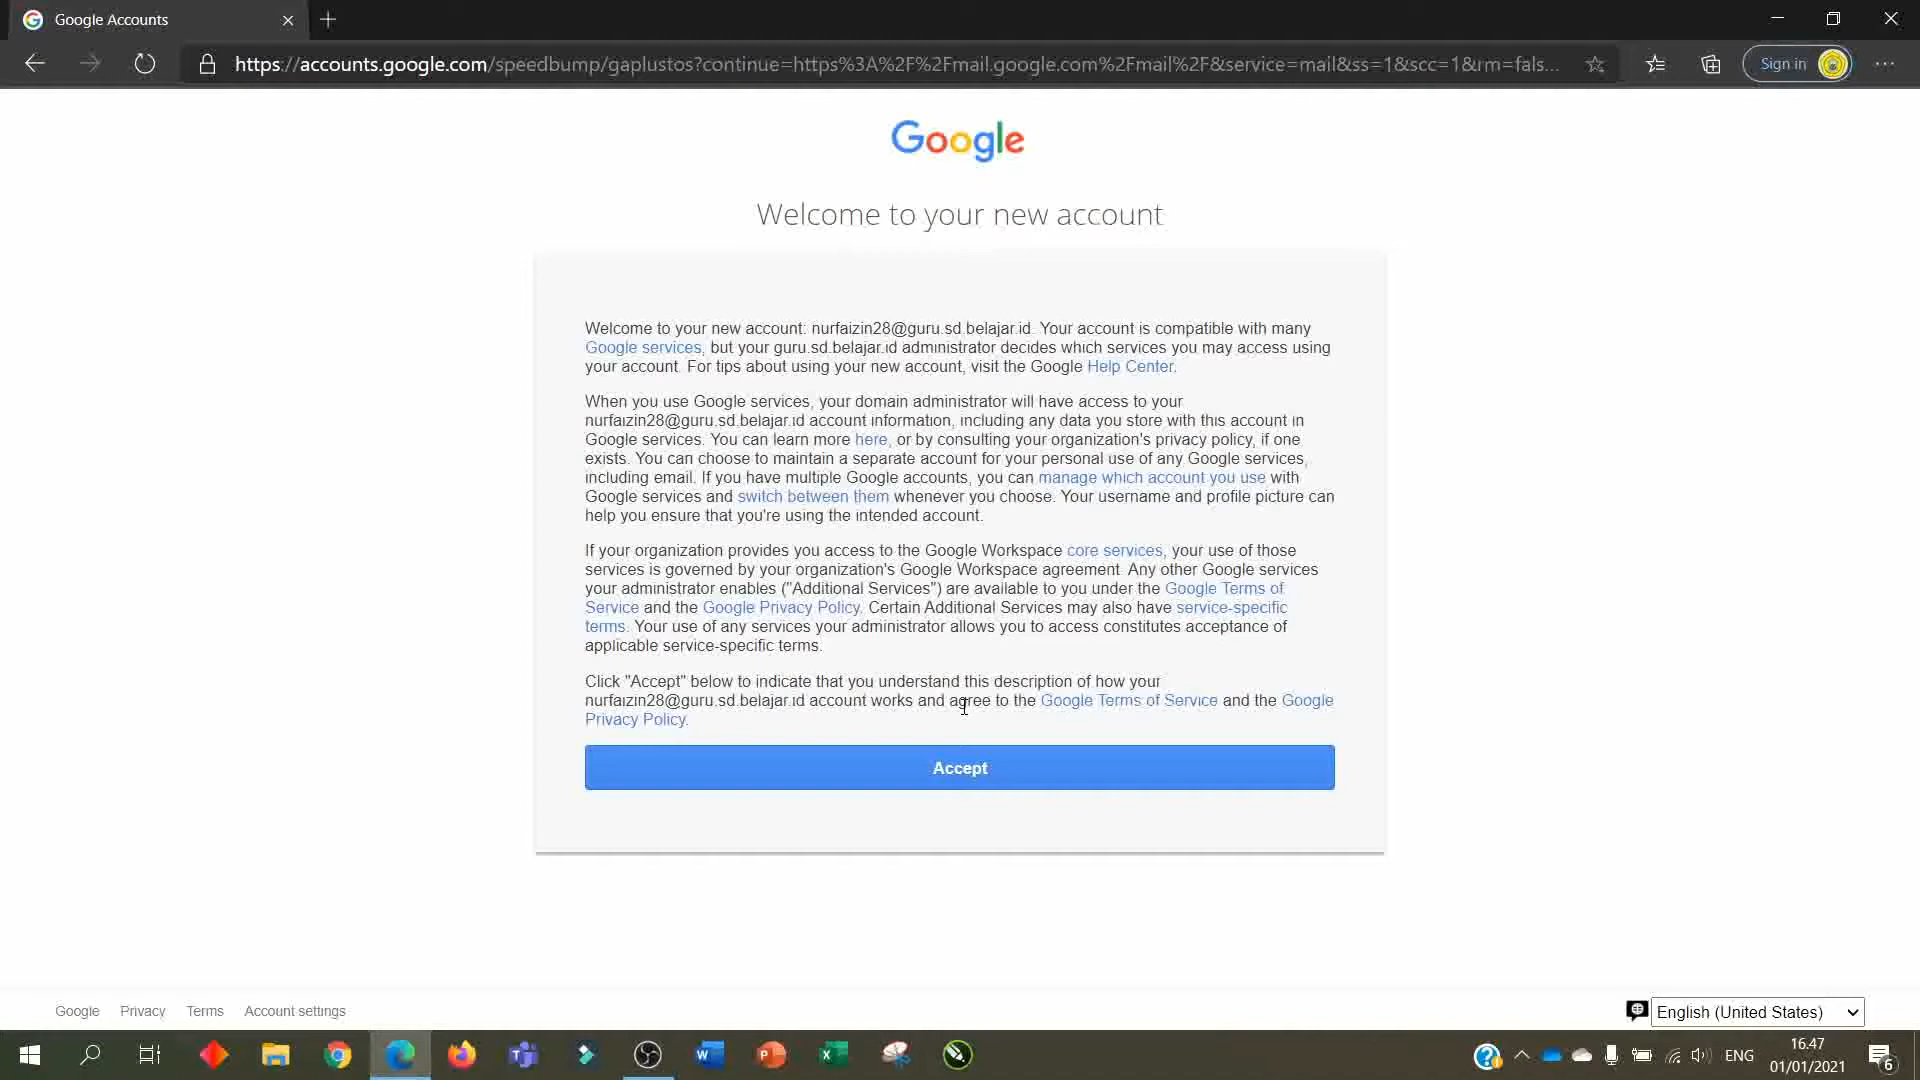 Google Accounts
https://accounts.google.com/speedbump/gaplustos?continue=https%3A%2F%2Fmail.google.com%2Fmail%2F&service=mail&ss=1&scc=1&rm=fals...
Sign in
Google
Welcome to your new account
Welcome to your new account: nurfaizin28@guru.sd.belajar.id. Your account is compatible with many
Google services, but your guru.sd.belajar.id administrator decides which services you may access using
your account. For tips about using your new account, visit the Google Help Center.
When you use Google services, your domain administrator will have access to your
nurfaizin28@guru.sd.belajar.id account information, including any data you store with this account in
Google services. You can learn more here, or by consulting your organization's privacy policy, if one
exists. You can choose to maintain a separate account for your personal use of any Google services,
including email. If you have multiple Google accounts, you can manage which account you use with
Google services and switch between them whenever you choose. Your username and profile picture can
help you ensure that you're using the intended account.
If your organization provides you access to the Google Workspace core services, your use of those
services is governed by your organization's Google Workspace agreement. Any other Google services
your administrator enables ("Additional Services") are available to you under the Google Terms of
Service and the Google Privacy Policy. Certain Additional Services may also have service-specific
terms. Your use of any services your administrator allows you to access constitutes acceptance of
applicable service-specific terms.
Click "Accept" below to indicate that you understand this description of how your
nurfaizin28@guru.sd.belajar.id account works and agree to the Google Terms of Service and the Google
Privacy Policy.
Accept
Google Privacy Terms Account settings
English (United States)
ENG
16.47
01/01/2021
6